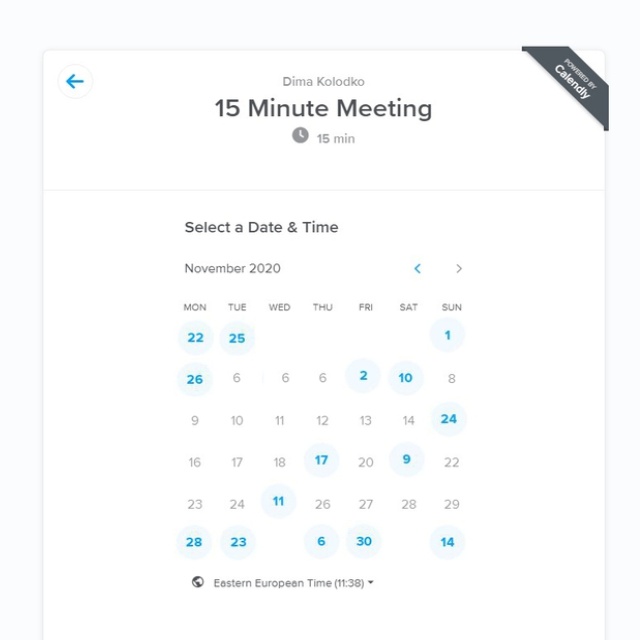 POWERED BY
Calendly
Dima Kolodko
15 Minute Meeting
15 min
Select a Date & Time
November 2020
MON TUE WED THU FRI SAT SUN
22 25 1
26 6 6 6 2 10 8
9 10 11 12 13 14 24
16 17 18 17 20 9 22
23 24 11 26 27 28 29
28 23 6 30 14
Eastern European Time (11:38)